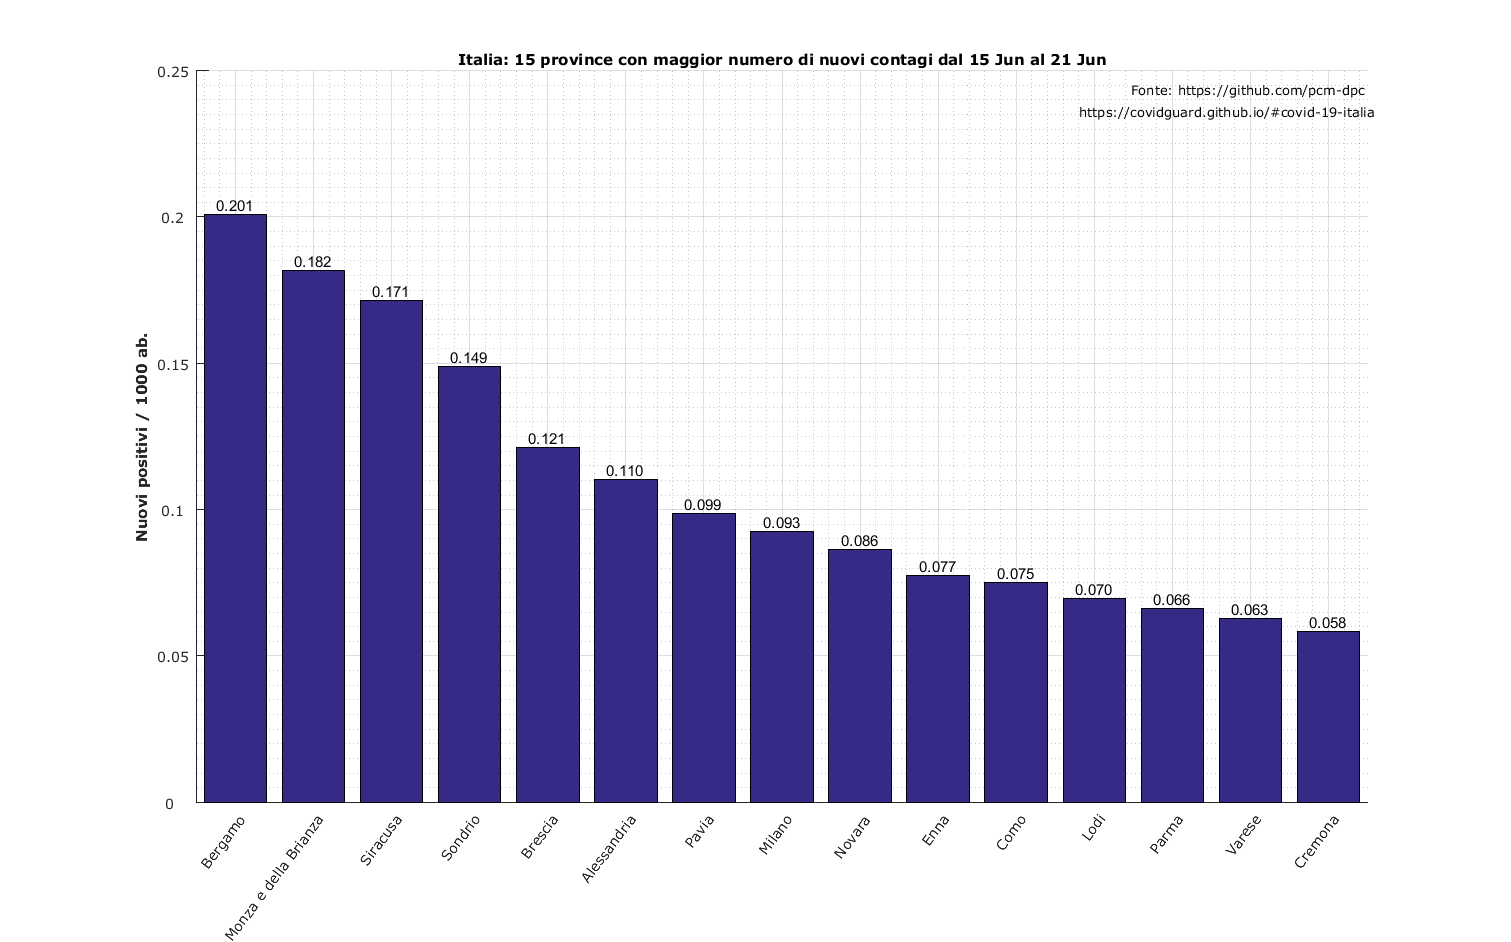 Italia: 15 province con maggior numero di nuovi contagi dal 15 Jun al 21 Jun
Fonte: https://github.com/pcm-dpc
https://covidguard.github.io/#covid-19-italia
Nuovi positivi / 1000 ab.
0.25
0.2
0.15
0.1
0.05
0
0.201
0.182
0.171
0.149
0.121
0.110
0.099
0.093
0.086
0.077
0.075
0.070
0.066
0.063
0.058
Bergamo
Monza e della Brianza
Siracusa
Sondrio
Brescia
Alessandria
Pavia
Milano
Novara
Enna
Como
Lodi
Parma
Varese
Cremona